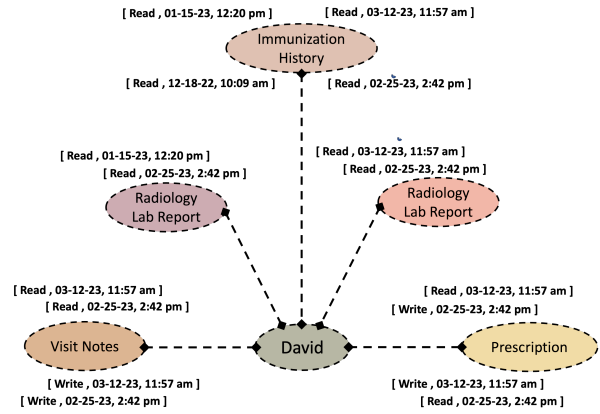 [ Read , 01-15-23, 12:20 pm ]
[ Read , 03-12-23, 11:57 am ]
Immunization
History
[ Read , 12-18-22, 10:09 am ]
[ Read , 02-25-23, 2:42 pm ]
[ Read , 01-15-23, 12:20 pm ]
[ Read , 02-25-23, 2:42 pm ]
Radiology
Lab Report
[ Read , 03-12-23, 11:57 am ]
[ Read , 02-25-23, 2:42 pm ]
Radiology
Lab Report
[ Read , 03-12-23, 11:57 am ]
[ Read , 02-25-23, 2:42 pm ]
Visit Notes
[ Write , 03-12-23, 11:57 am ]
[ Write , 02-25-23, 2:42 pm ]
David
[ Read , 03-12-23, 11:57 am ]
[ Write , 02-25-23, 2:42 pm ]
Prescription
[ Write , 03-12-23, 11:57 am ]
[ Read , 02-25-23, 2:42 pm ]